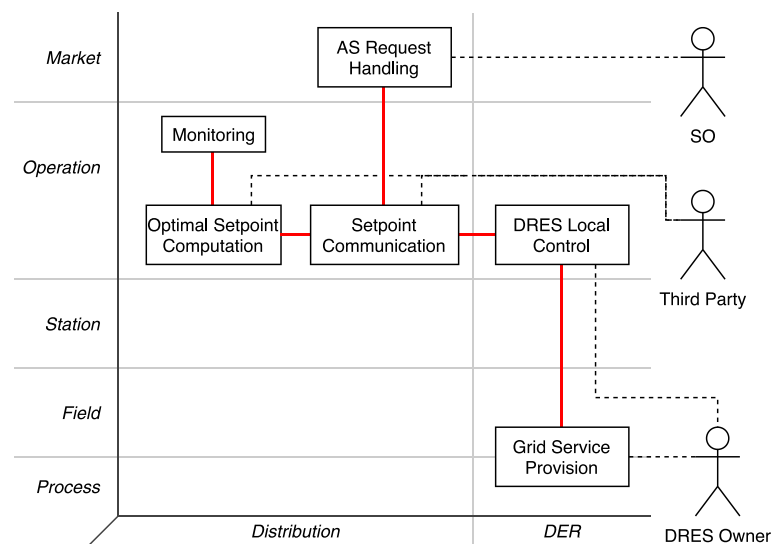 Market
AS Request
Handling
SO
Monitoring
Operation
Optimal Setpoint
Computation
Setpoint
Communication
DRES Local
Control
Third Party
Station
Field
Grid Service
Provision
Process
Distribution
DER
DRES Owner